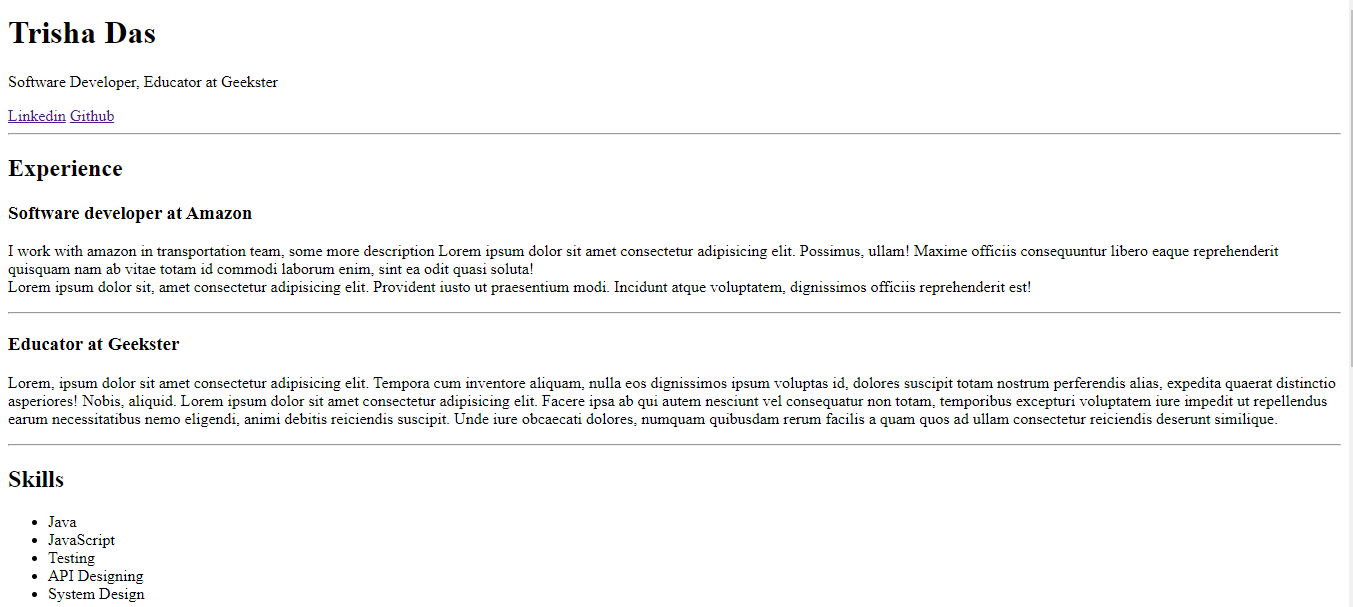 Trisha Das
Software Developer, Educator at Geekster
Linkedin Github
Experience
Software developer at Amazon
I work with amazon in transportation team, some more description Lorem ipsum dolor sit amet consectetur adipisicing elit. Possimus, ullam! Maxime officiis consequuntur libero eaque reprehenderit
quisquam nam ab vitae totam id commodi laborum enim, sint ea odit quasi soluta!
Lorem ipsum dolor sit, amet consectetur adipisicing elit. Provident iusto ut praesentium modi. Incidunt atque voluptatem, dignissimos officiis reprehenderit est!
Educator at Geekster
Lorem, ipsum dolor sit amet consectetur adipisicing elit. Tempora cum inventore aliquam, nulla eos dignissimos ipsum voluptas id, dolores suscipit totam nostrum perferendis alias, expedita quaerat distinctio
asperiores! Nobis, aliquid. Lorem ipsum dolor sit amet consectetur adipisicing elit. Facere ipsa ab qui autem nesciunt vel consequatur non totam, temporibus excepturi voluptatem iure impedit ut repellendus
earum necessitatibus nemo eligendi, animi debitis reiciendis suscipit. Unde iure obcaecati dolores, numquam quibusdam rerum facilis a quam quos ad ullam consectetur reiciendis deserunt similique.
Skills
• Java
• JavaScript
• Testing
• API Designing
• System Design